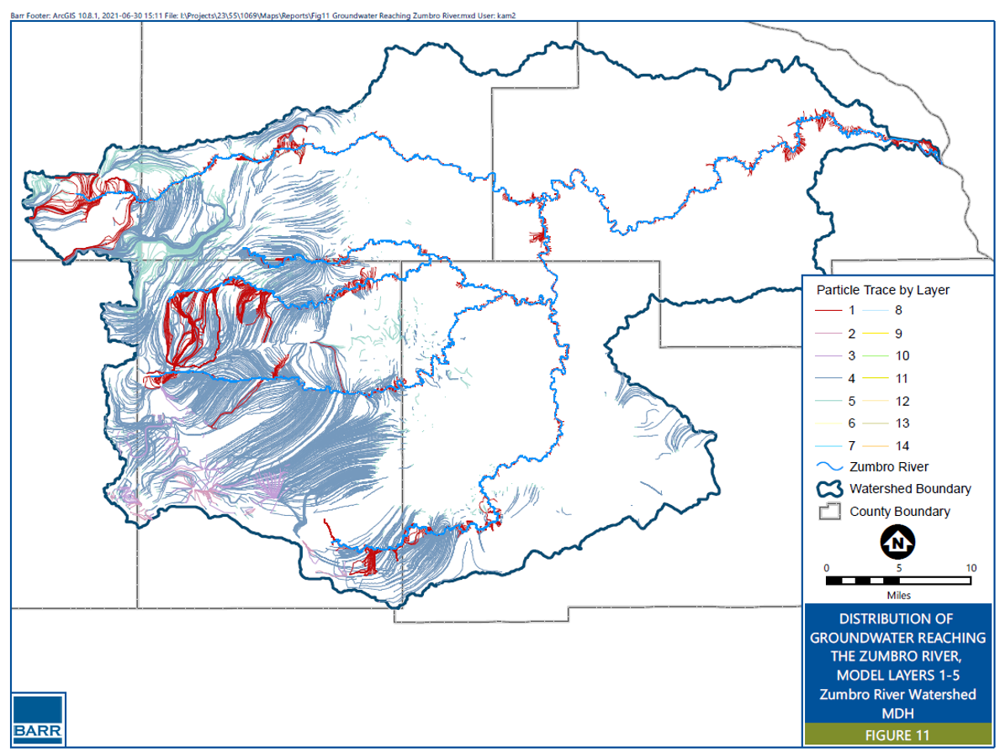 Barr Footer: ArcGIS 10.8.1, 2021-06-30 15:11 File: I:\Projects\23\55\1069\Maps\Reports\Fig11 Groundwater Reaching Zumbro River.mxd User: kam2
Particle Trace by Layer
1 8
2 9
3 10
4 11
5 12
6 13
7 14
Zumbro River
Watershed Boundary
County Boundary
N
0 5 10
Miles
DISTRIBUTION OF
GROUNDWATER REACHING
THE ZUMBRO RIVER,
MODEL LAYERS 1-5
Zumbro River Watershed
MDH
FIGURE 11
BARR